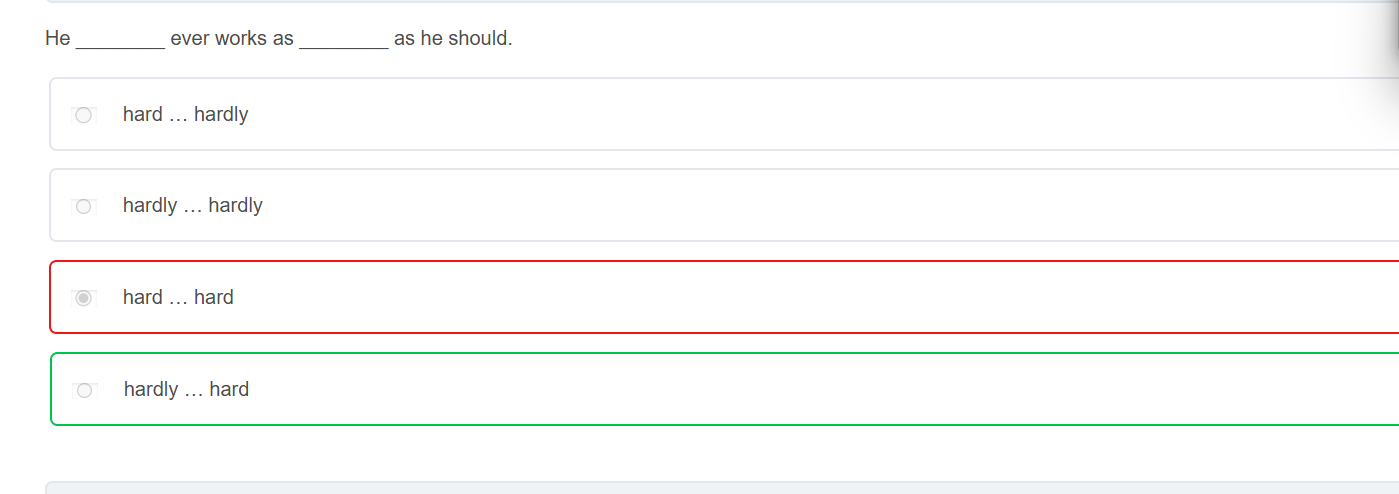 He ________ ever works as ________ as he should.
hard … hardly
hardly … hardly
hard … hard
hardly … hard